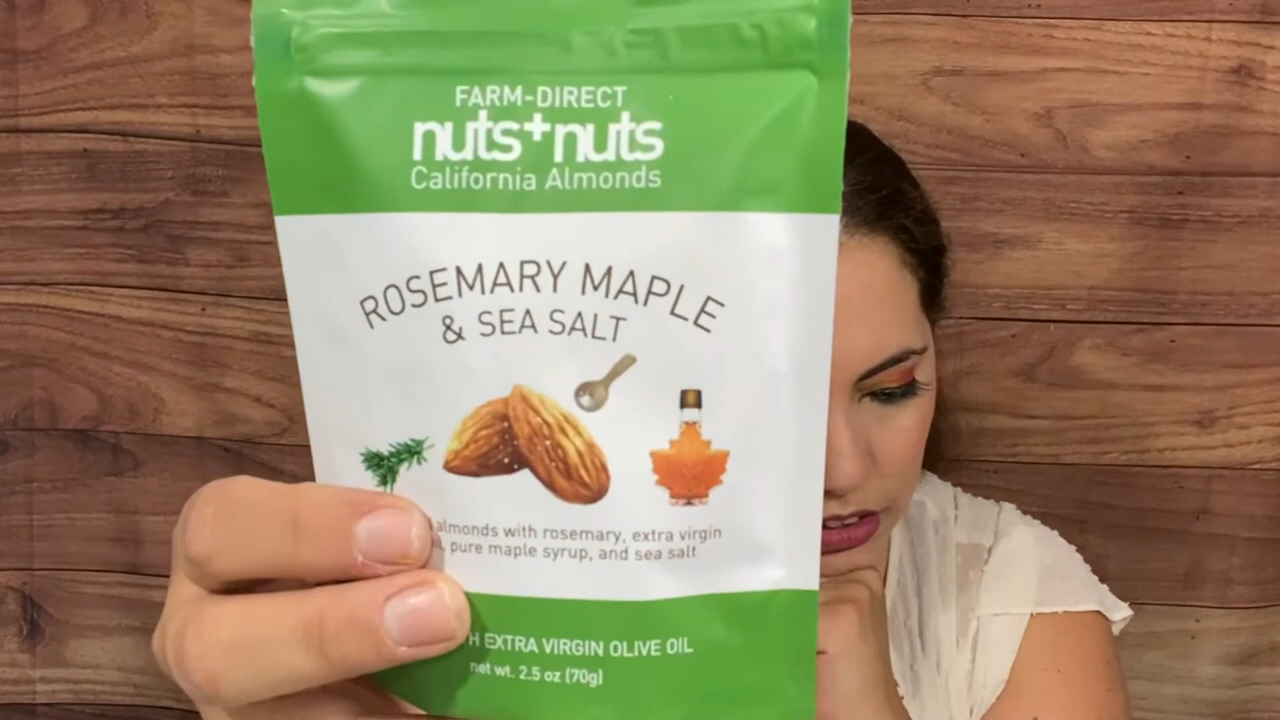 FARM-DIRECT
nuts+nuts
California Almonds
ROSEMARY MAPLE
& SEA SALT
almonds with rosemary, extra virgin
pure maple syrup, and sea salt
EXTRA VIRGIN OLIVE OIL
net wt. 2.5 oz (70g)